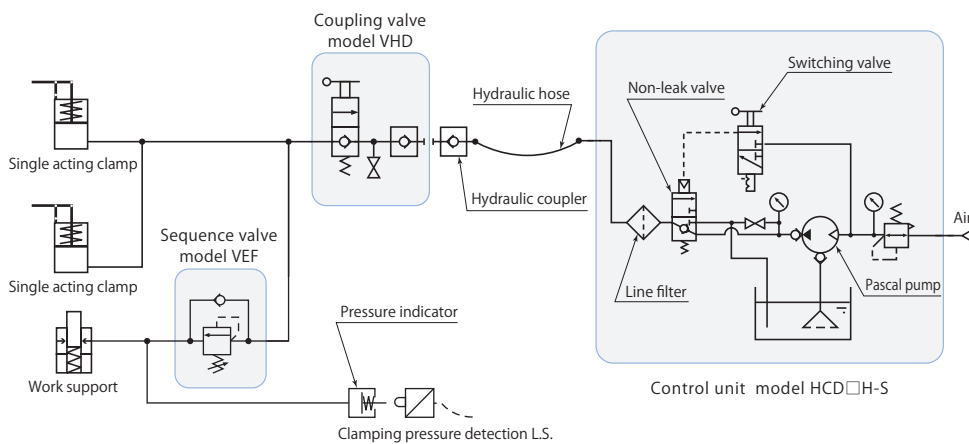 Coupling valve
model VHD
Switching valve
Non-leak valve
Hydraulic hose
Single acting clamp
Hydraulic coupler
Sequence valve
model VEF
Air
Single acting clamp
Line filter
Pascal pump
Pressure indicator
Work support
Control unit model HCD□H-S
Clamping pressure detection L.S.